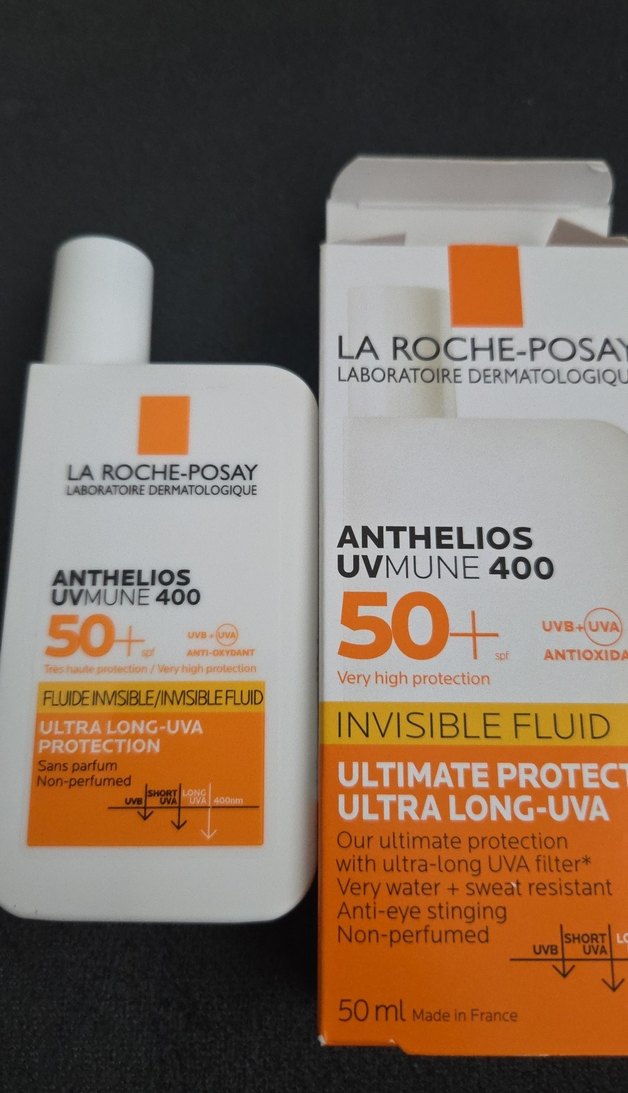 LA ROCHE-POSAY
LABORATOIRE DERMATOLOGIQUE
ANTHELIOS
UVMUNE 400
50+ spf
UVB + UVA
ANTI-OXYDANT
Très haute protection / Very high protection
FLUIDE INVISIBLE/INVISIBLE FLUID
ULTRA LONG-UVA
PROTECTION
Sans parfum
Non-perfumed
UVB SHORT UVA LONG UVA 400nm
LA ROCHE-POSAY
LABORATOIRE DERMATOLOGIQU
ANTHELIOS
UVMUNE 400
50+ spf
UVB+UVA
ANTIOXIDA
Very high protection
INVISIBLE FLUID
ULTIMATE PROTECT
ULTRA LONG-UVA
Our ultimate protection
with ultra-long UVA filter*
Very water + sweat resistant
Anti-eye stinging
Non-perfumed
UVB SHORT UVA LO
50 ml Made in France